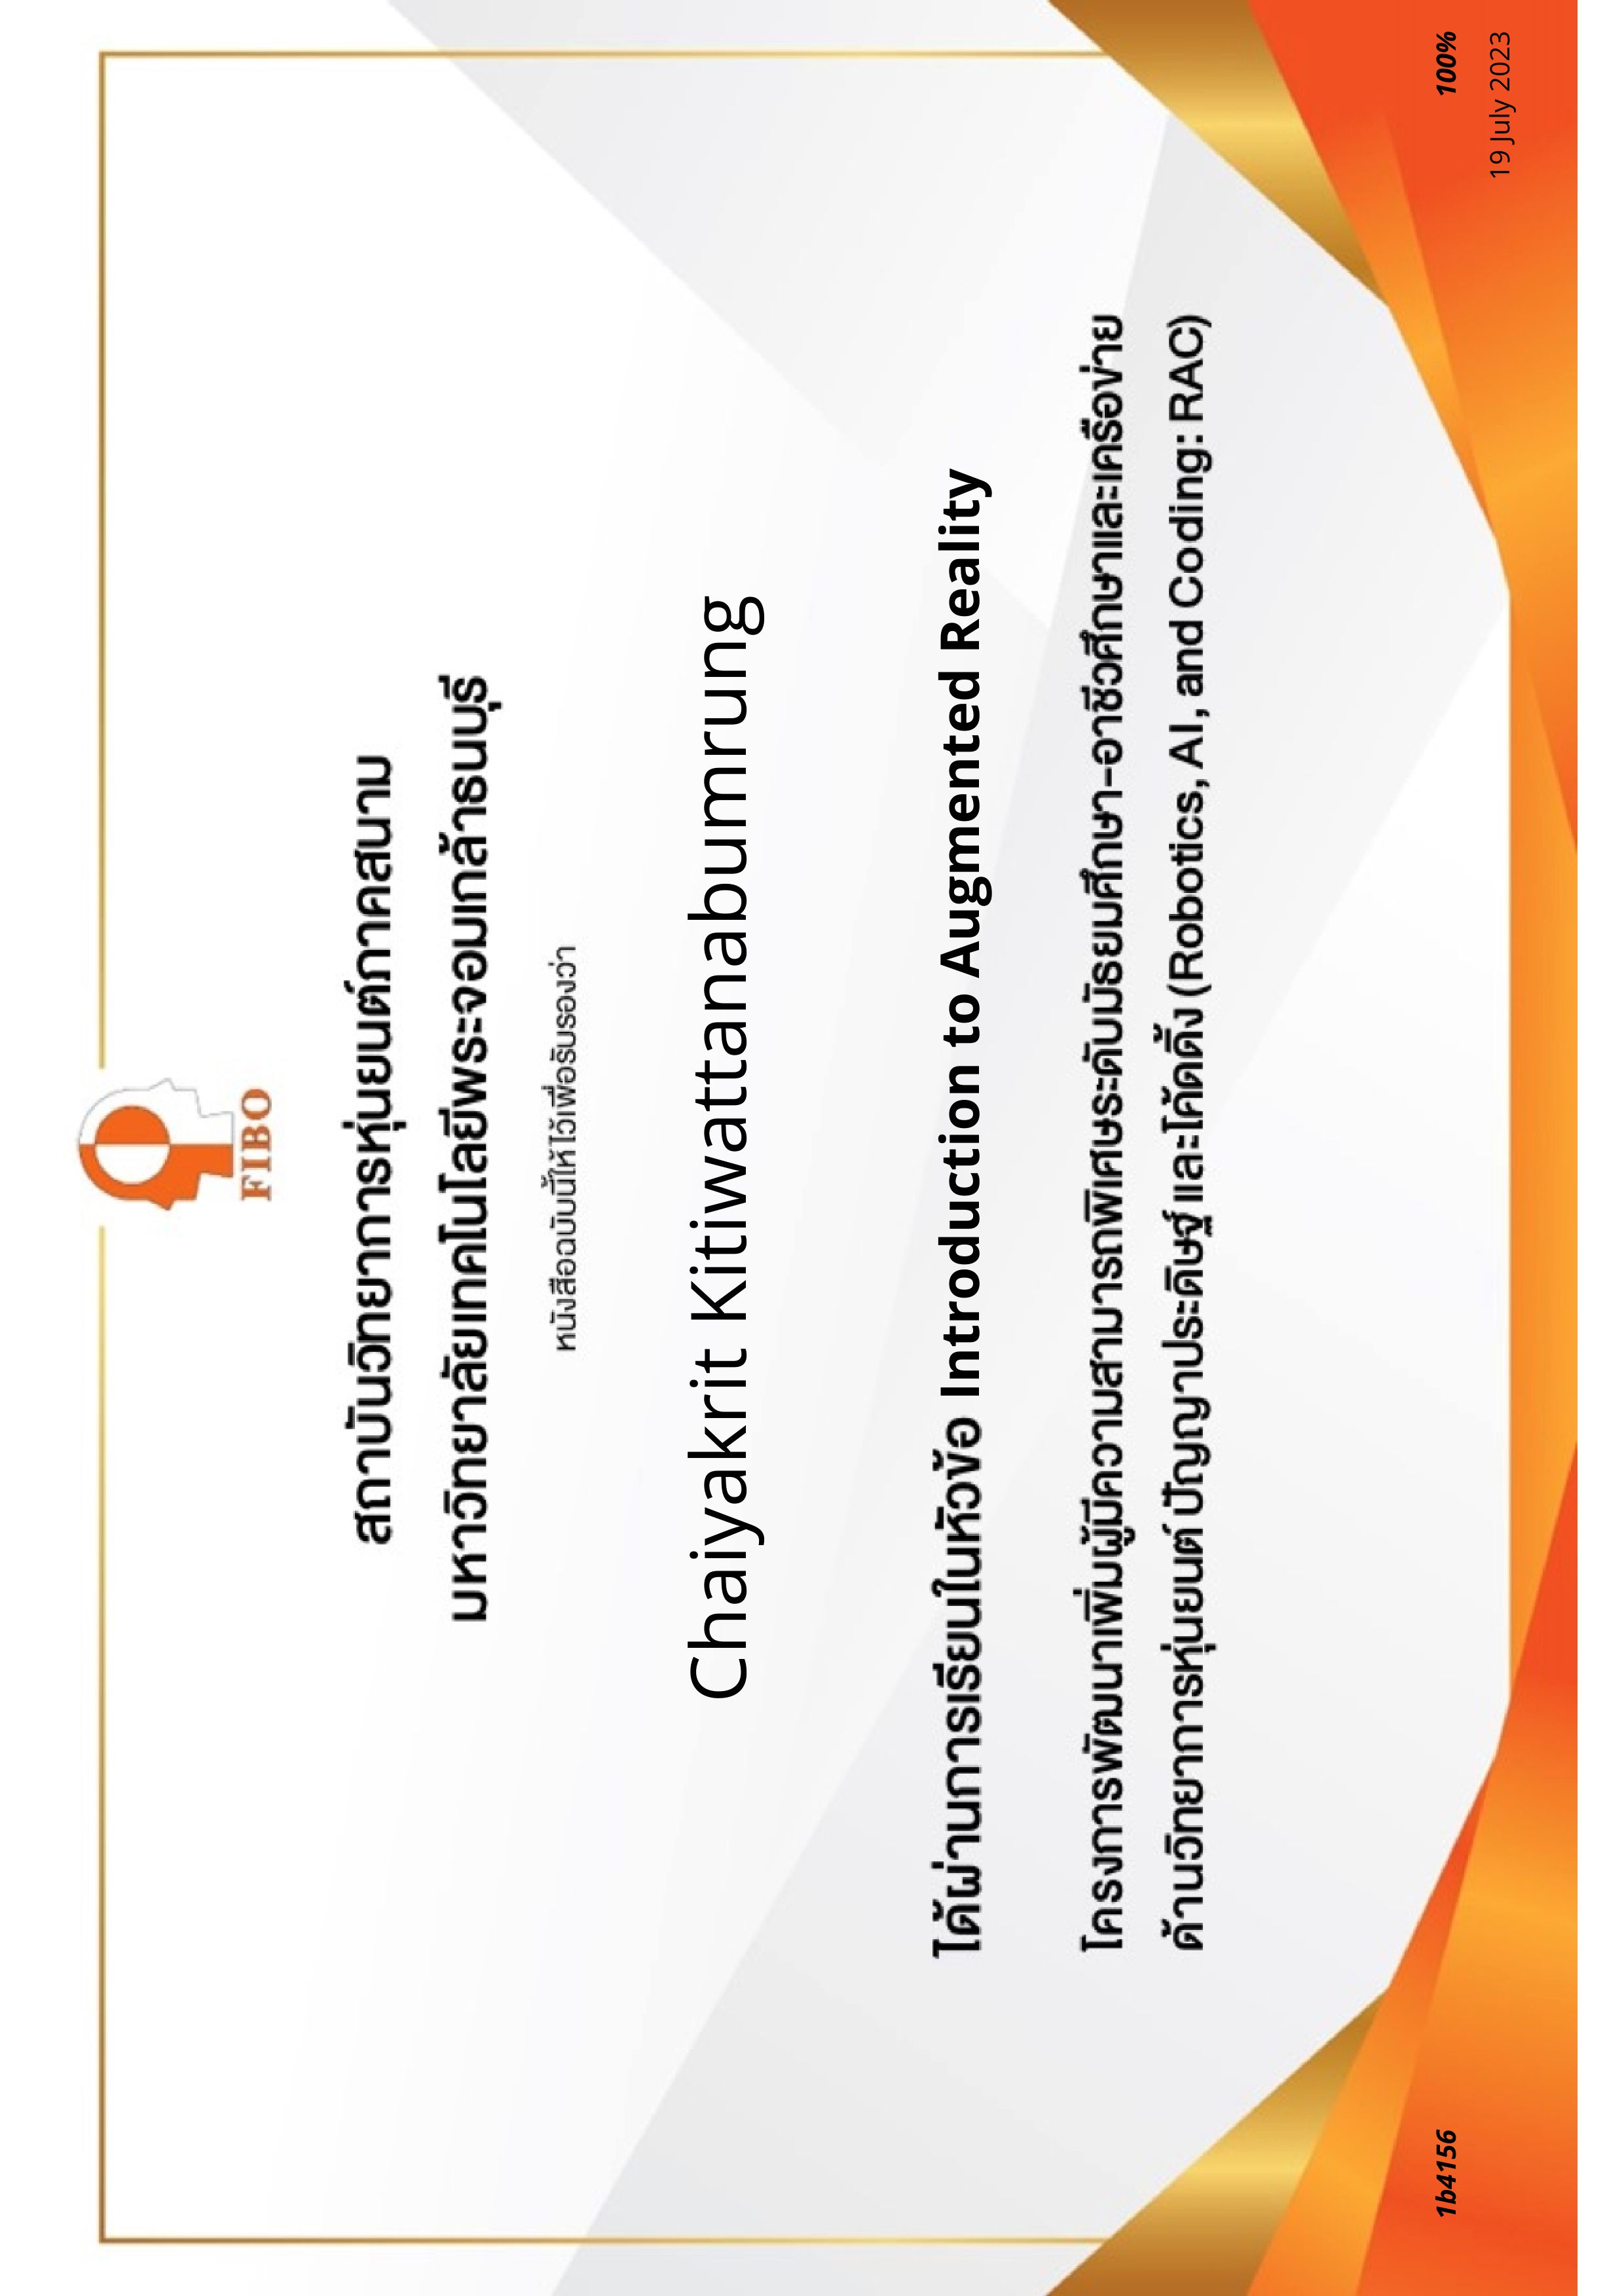 FIBO
สถาบันวิทยาการหุ่นยนต์ภาคสนาม
มหาวิทยาลัยเทคโนโลยีพระจอมเกล้าธนบุรี
หนังสือฉบับนี้ให้ไว้เพื่อรับรองว่า
Chaiyakrit Kitiwattanabumrung
ได้ผ่านการเรียนในหัวข้อ Introduction to Augmented Reality
โครงการพัฒนาเพิ่มผู้มีความสามารถพิเศษระดับมัธยมศึกษา-อาชีวศึกษาและเครือข่าย
ด้านวิทยาการหุ่นยนต์ ปัญญาประดิษฐ์ และโค้ดดิ้ง (Robotics, AI, and Coding: RAC)
1b4156
100%
19 July 2023